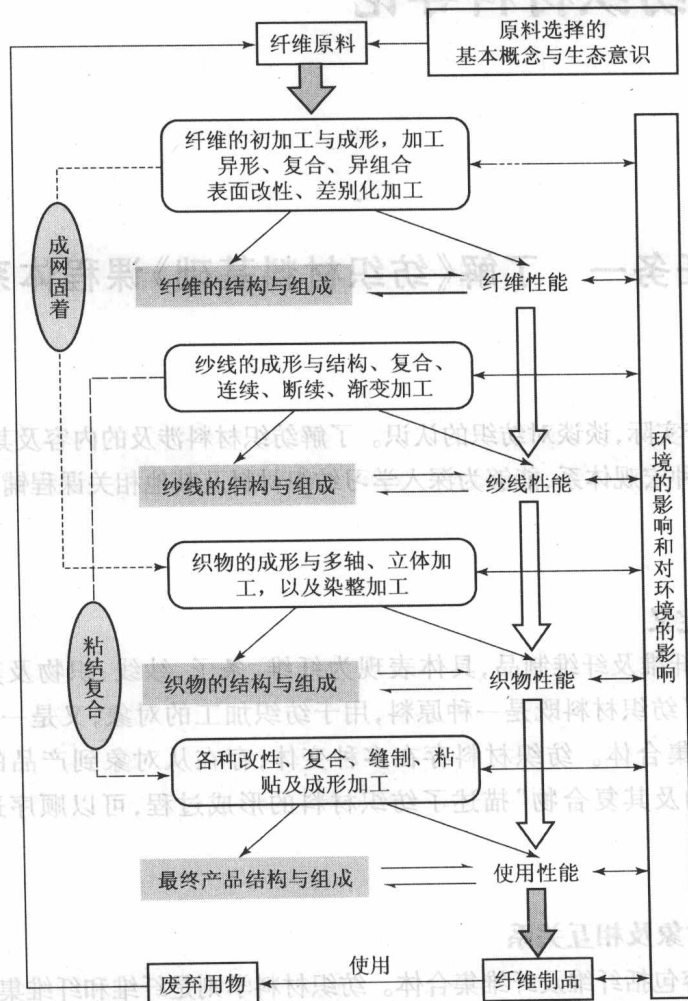 纤维原料
原料选择的
基本概念与生态意识
纤维的初加工与成形，加工
异形、复合、异组合
表面改性、差别化加工
成网固着
纤维的结构与组成
纤维性能
纱线的成形与结构、复合、
连续、断续、渐变加工
纱线的结构与组成
纱线性能
环境的影响和对环境的影响
织物的成形与多轴、立体加
工，以及染整加工
粘结复合
织物的结构与组成
织物性能
各种改性、复合、缝制、粘
贴及成形加工
最终产品结构与组成
使用性能
使用
废弃用物
纤维制品